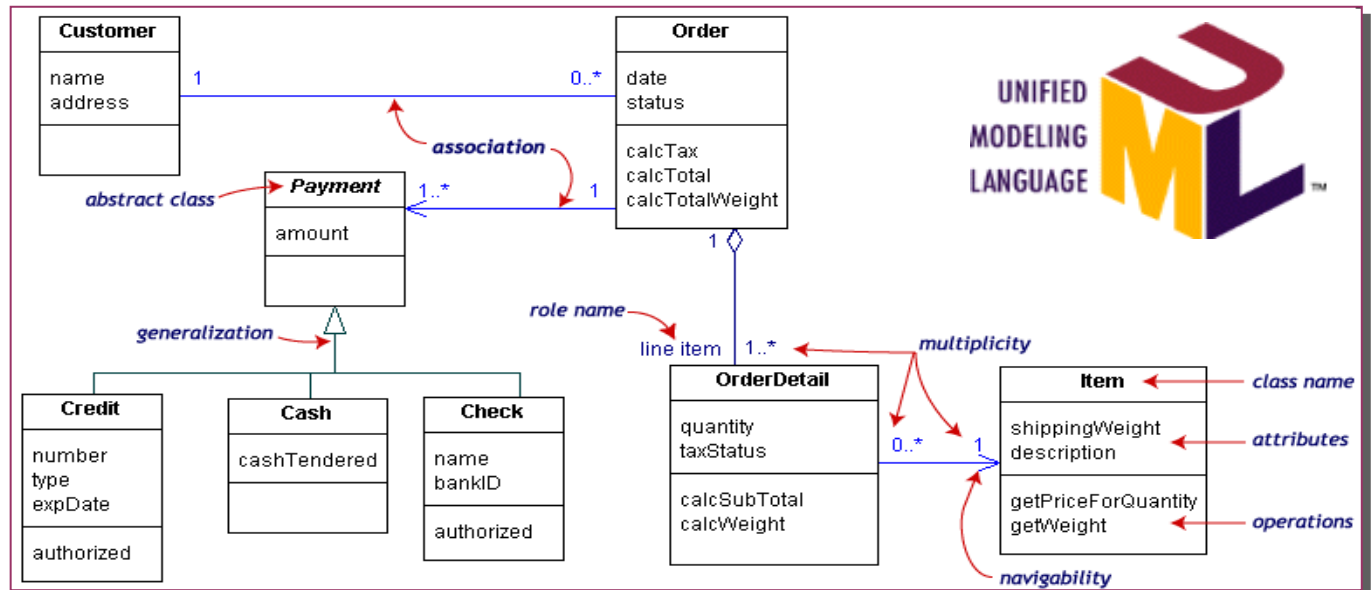 Customer
name
address
1
0..*
Order
date
status
calcTax
calcTotal
calcTotalWeight
UNIFIED
MODELING
LANGUAGE
UML
TM
association
abstract class
Payment
amount
1..*
1
1
generalization
role name
line item
1..*
multiplicity
Credit
number
type
expDate
authorized
Cash
cashTendered
Check
name
bankID
authorized
OrderDetail
quantity
taxStatus
calcSubTotal
calcWeight
0..*
1
Item
shippingWeight
description
getPriceForQuantity
getWeight
class name
attributes
operations
navigability